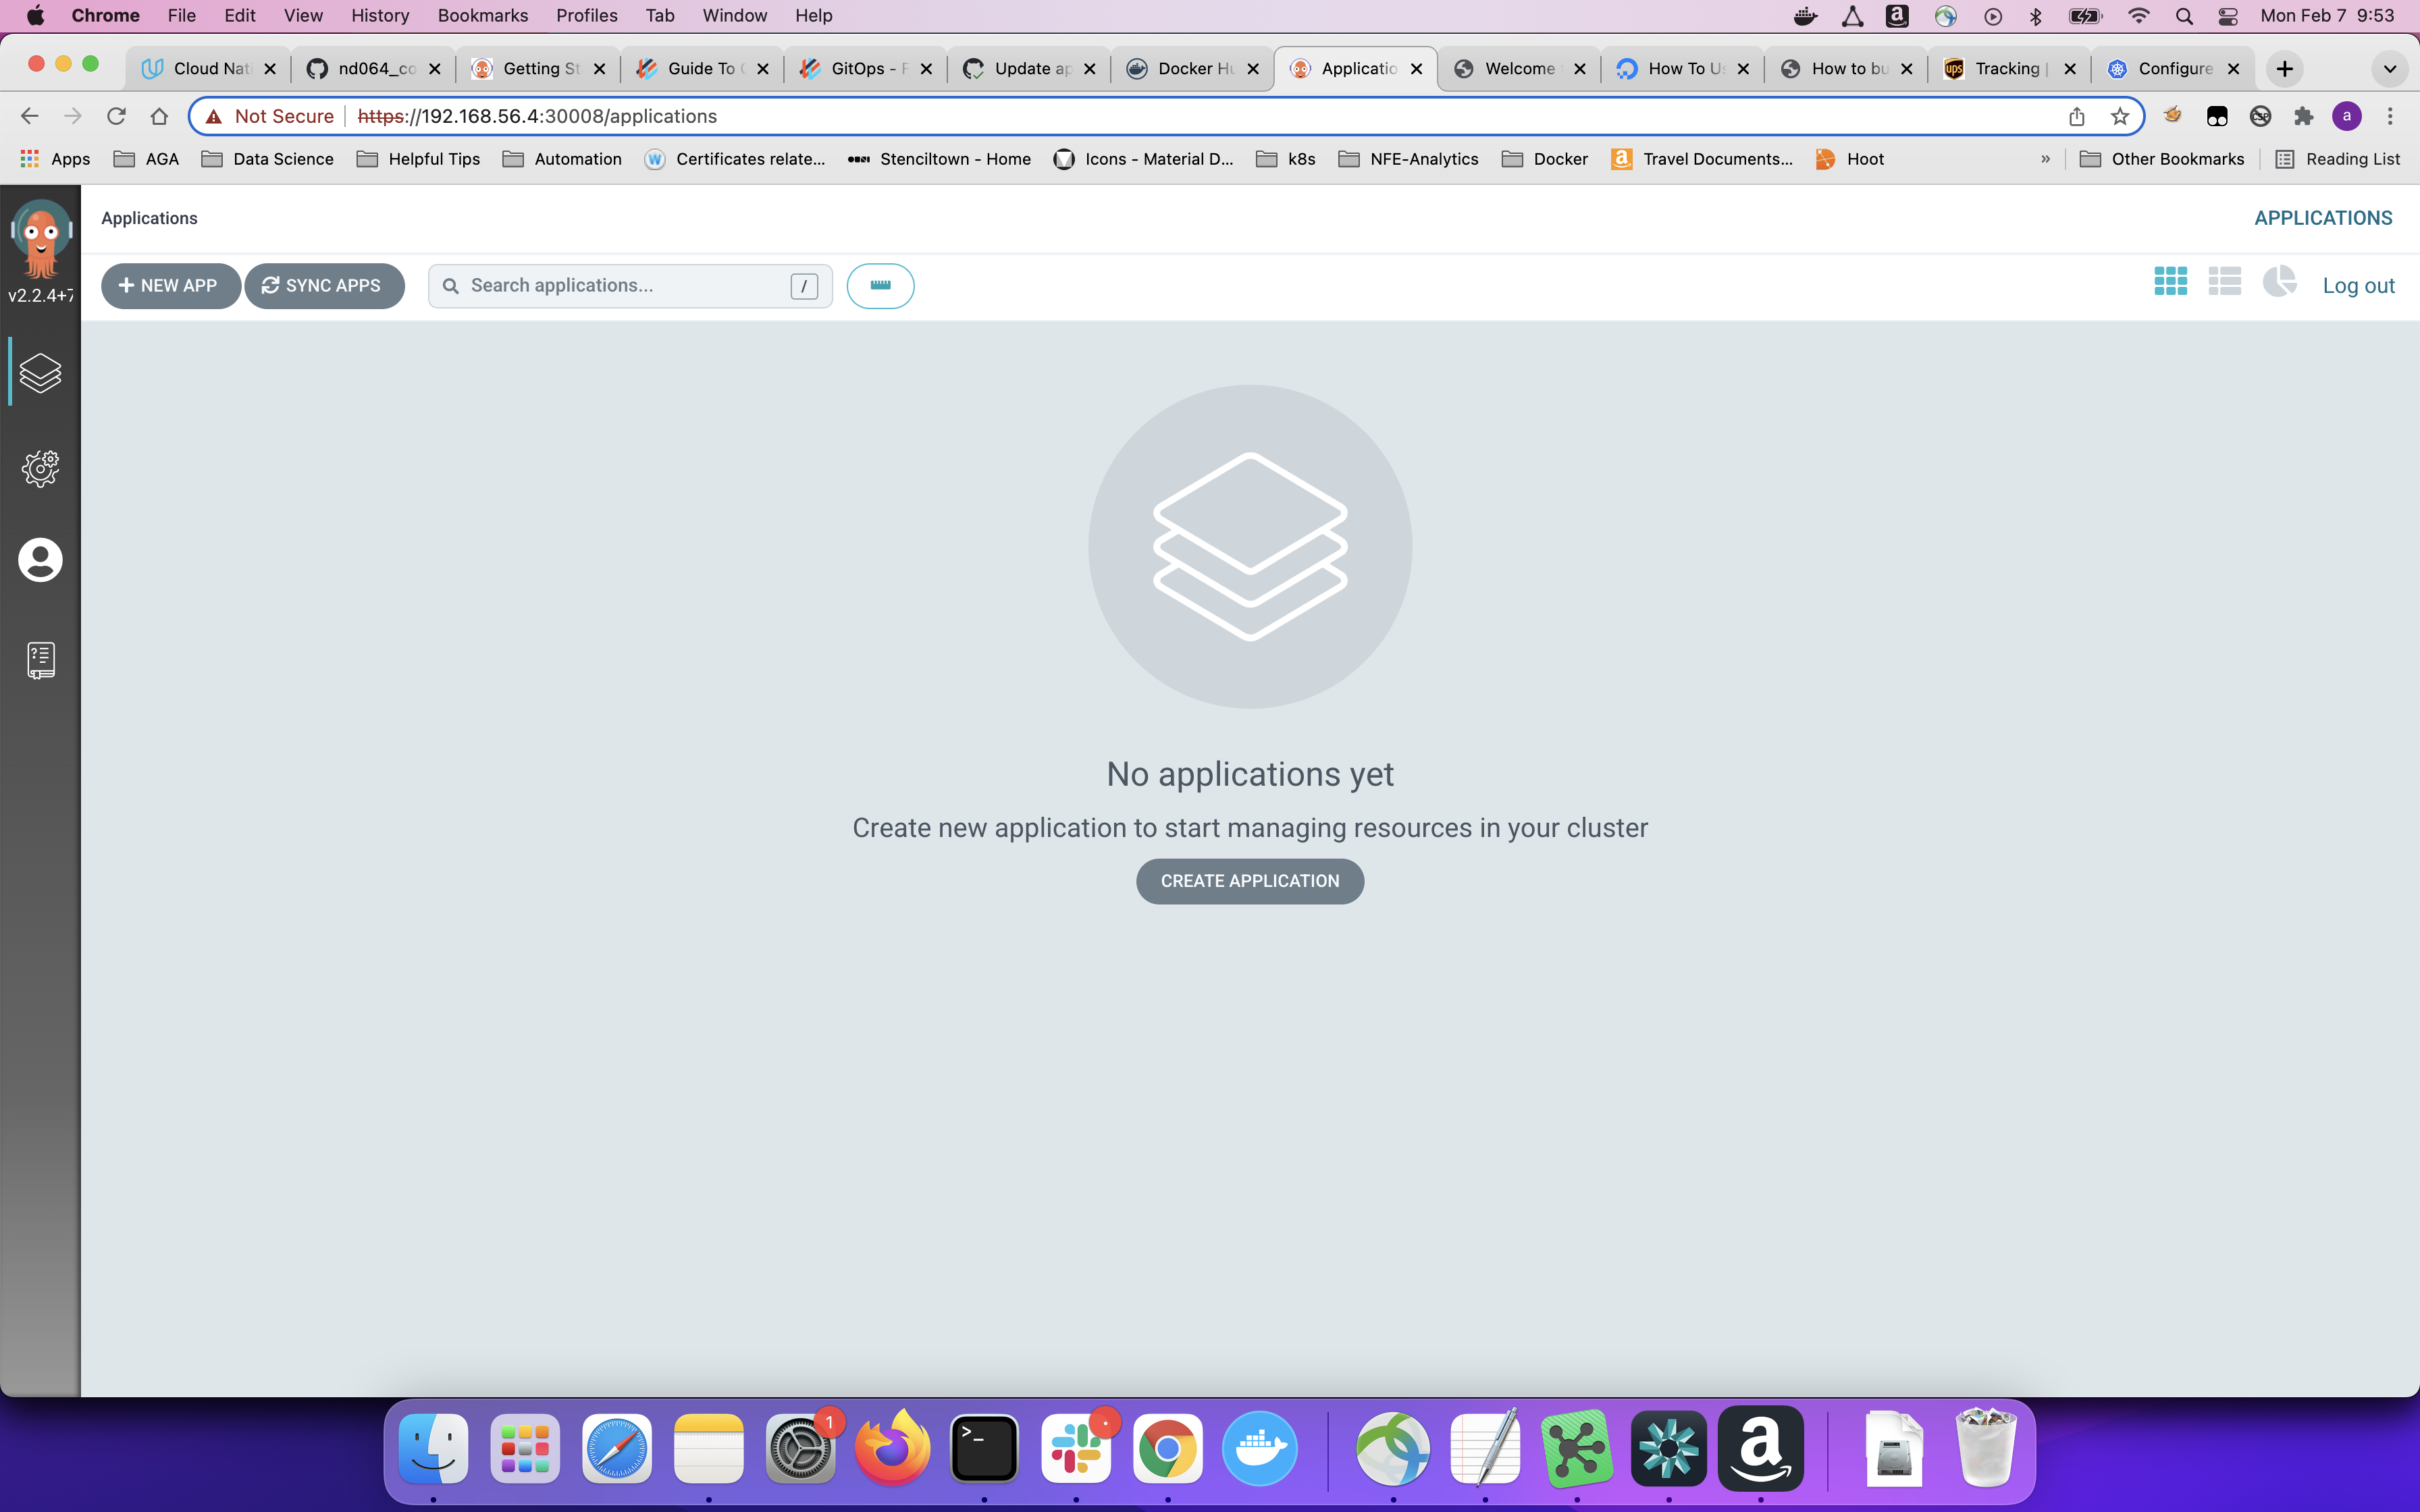 Chrome File Edit View History Bookmarks Profiles Tab Window Help Mon Feb 7 9:53
Cloud Nati nd064_co Getting St Guide To GitOps - Update ap Docker Hu Applicatio Welcome How To Us How to bu Tracking | Configure
Not Secure https://192.168.56.4:30008/applications a
Apps AGA Data Science Helpful Tips Automation Certificates relate... Stenciltown - Home Icons - Material D... k8s NFE-Analytics Docker Travel Documents... Hoot » Other Bookmarks Reading List
Applications APPLICATIONS
v2.2.4+7
NEW APP SYNC APPS Search applications... / Log out
No applications yet
Create new application to start managing resources in your cluster
CREATE APPLICATION
1